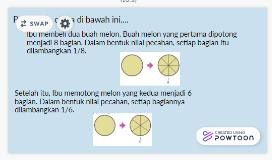 di bawah ini....
SWAP
Ibu membeli dua buah melon. Buah melon yang pertama dipotong
menjadi 8 bagian. Dalam bentuk nilai pecahan, setiap bagian itu
dilambangkan 1/8.
Setelah itu, Ibu memotong melon yang kedua menjadi 6
bagian. Dalam bentuk nilai pecahan, setiap bagiannya
dilambangkan 1/6.
CREATED USING
POWTOON